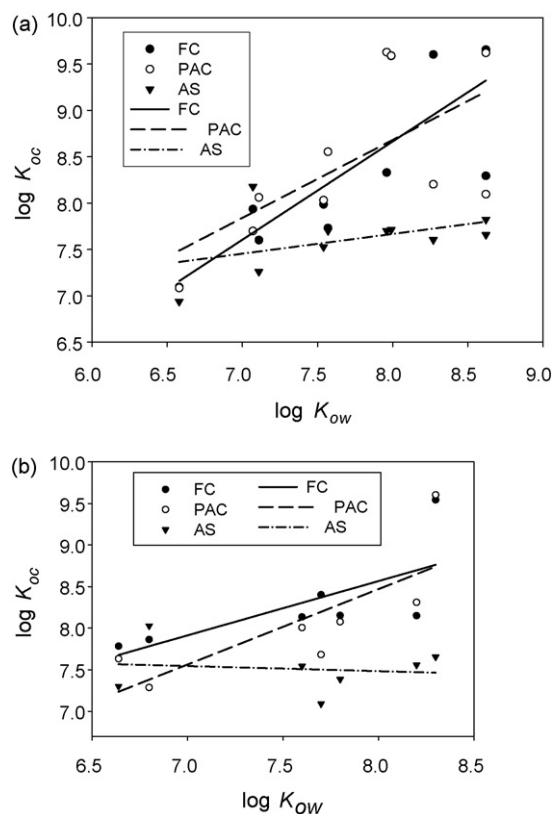 (a)
10.0
9.5
9.0
8.5
8.0
7.5
7.0
6.5
log Koc
FC
PAC
AS
FC
PAC
AS
6.0 6.5 7.0 7.5 8.0 8.5 9.0
log Kow
(b)
10.0
9.5
9.0
8.5
8.0
7.5
7.0
log Koc
FC FC
PAC PAC
AS AS
6.5 7.0 7.5 8.0 8.5
log KOW